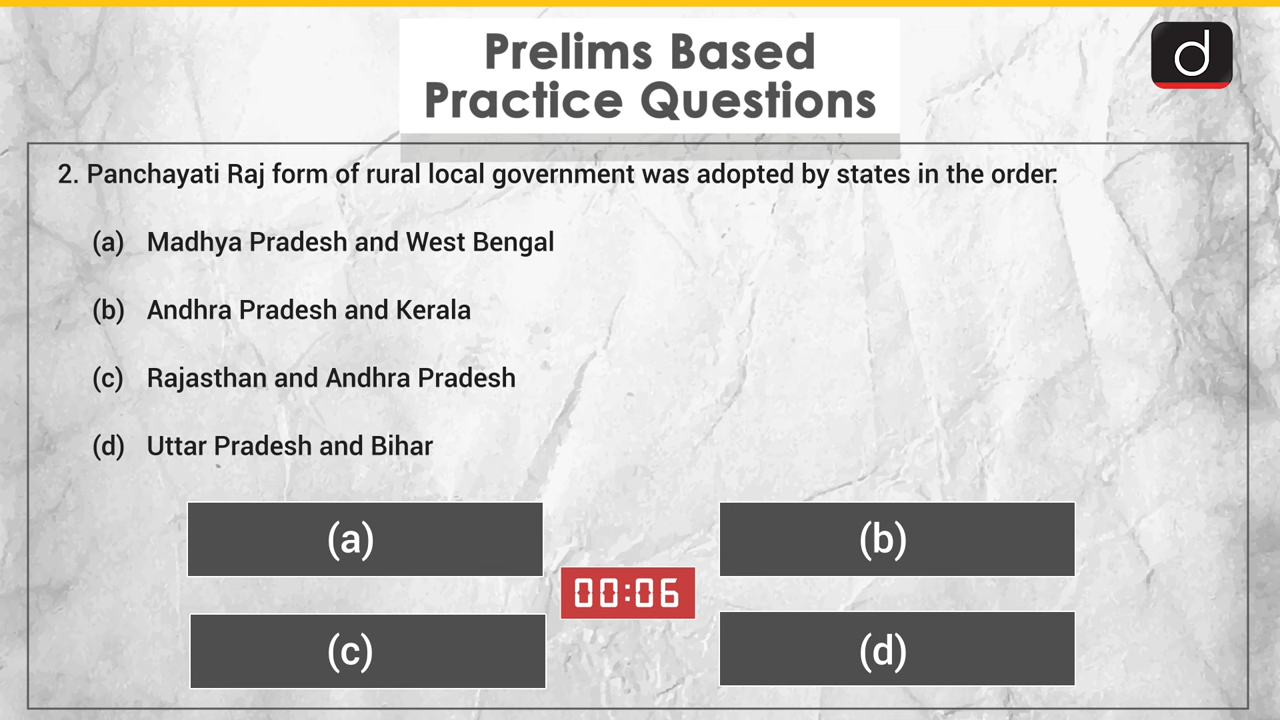 Prelims Based
Practice Questions
d
2. Panchayati Raj form of rural local government was adopted by states in the order:
(a) Madhya Pradesh and West Bengal
(b) Andhra Pradesh and Kerala
(c) Rajasthan and Andhra Pradesh
(d) Uttar Pradesh and Bihar
(a)
(b)
00:06
(c)
(d)